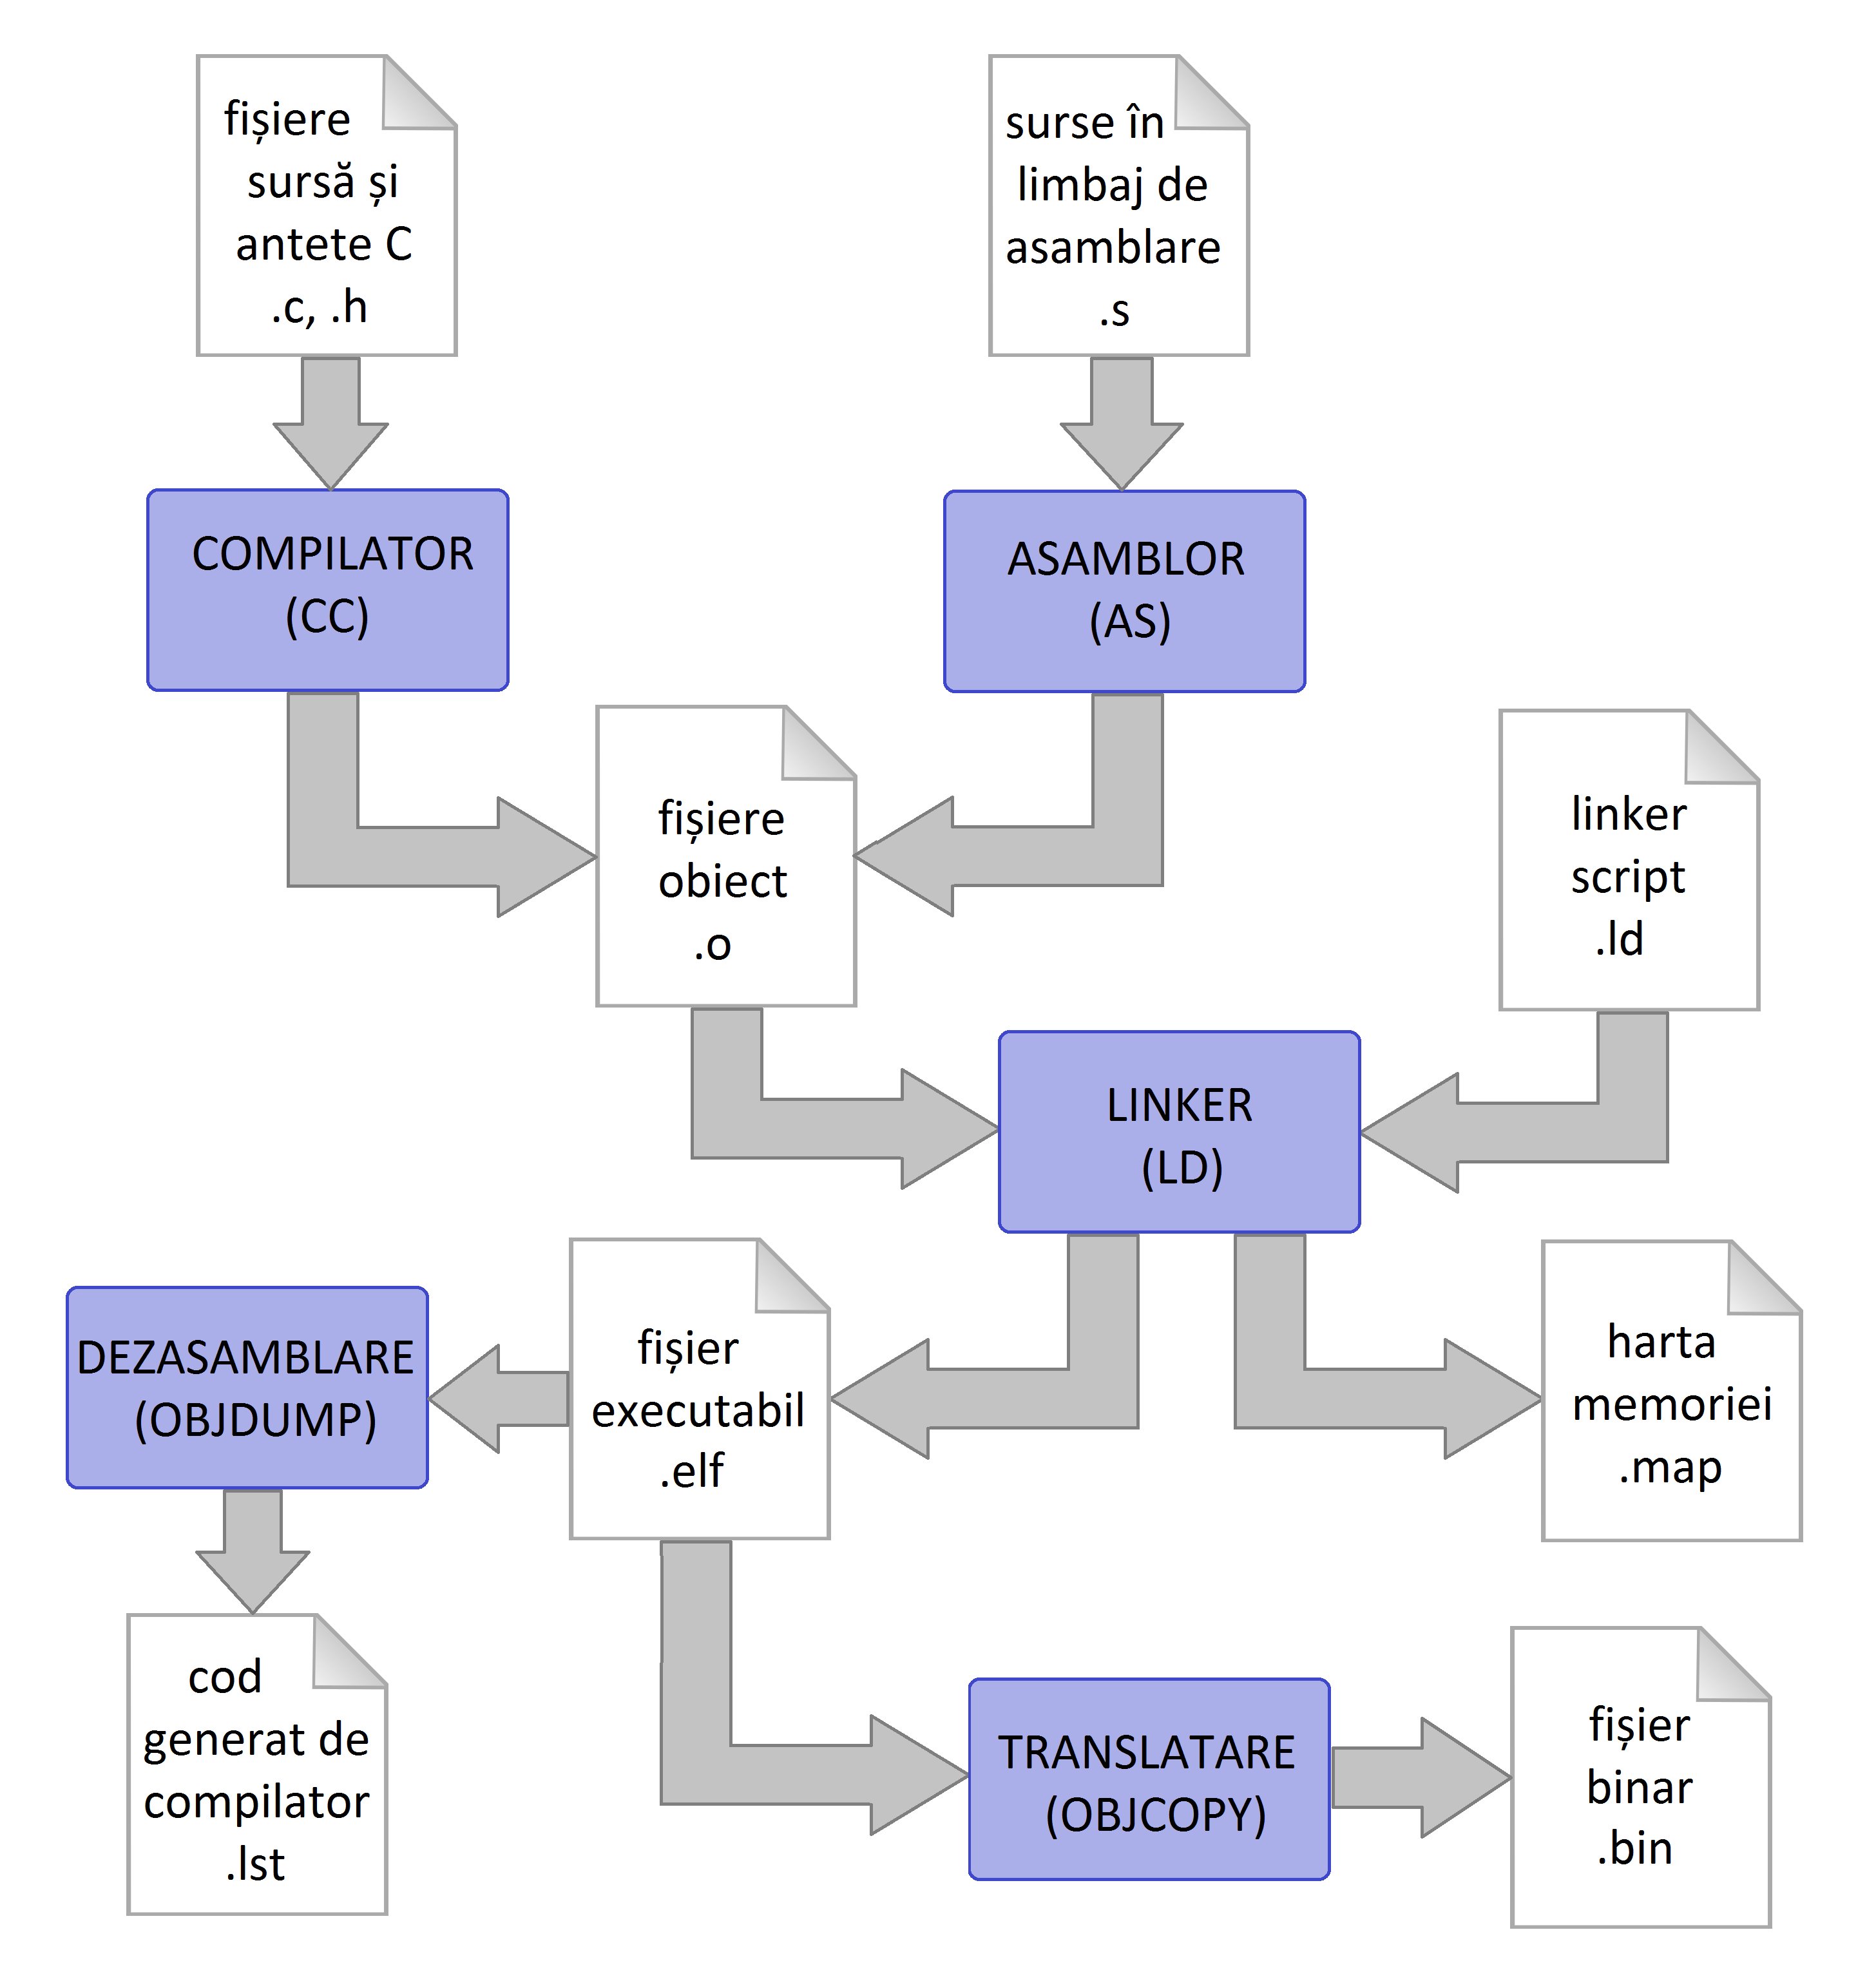 fișiere
sursă și
antete C
.c, .h
surse în
limbaj de
asamblare
.s
COMPILATOR
(CC)
ASAMBLOR
(AS)
fișiere
obiect
.o
linker
script
.ld
LINKER
(LD)
DEZASAMBLARE
(OBJDUMP)
fișier
executabil
.elf
harta
memoriei
.map
cod
generat de
compilator
.lst
TRANSLATARE
(OBJCOPY)
fișier
binar
.bin